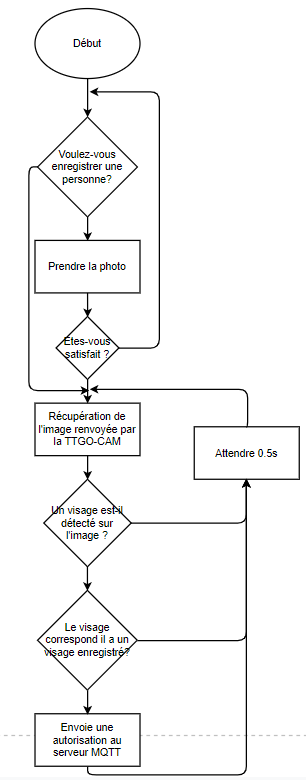 Début
Voulez-vous
enregistrer une
personne?
Prendre la photo
Etes-vous
satisfait ?
Récupération de
l'image renvoyée par
la TTGO-CAM
Attendre 0.5s
Un visage est-il
détecté sur
l'image ?
Le visage
correspond il a un
visage enregistré?
Envoie une
autorisation au
serveur MQTT